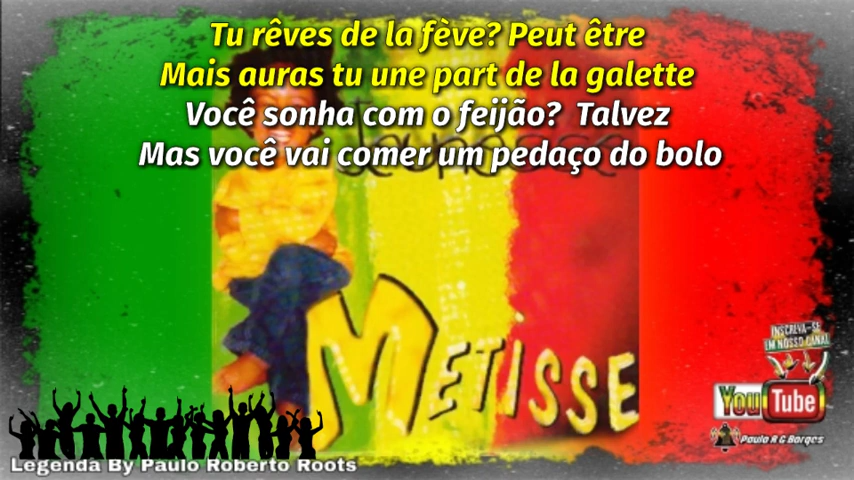 Tu rêves de la fève? Peut être
Mais auras tu une part de la galette
Você sonha com o feijão? Talvez
Mas você vai comer um pedaço do bolo
Jeunesse
METISSE
INSCREVA-SE
EM NOSSO CANAL
YouTube
Paulo R G Borges
Legenda By Paulo Roberto Roots